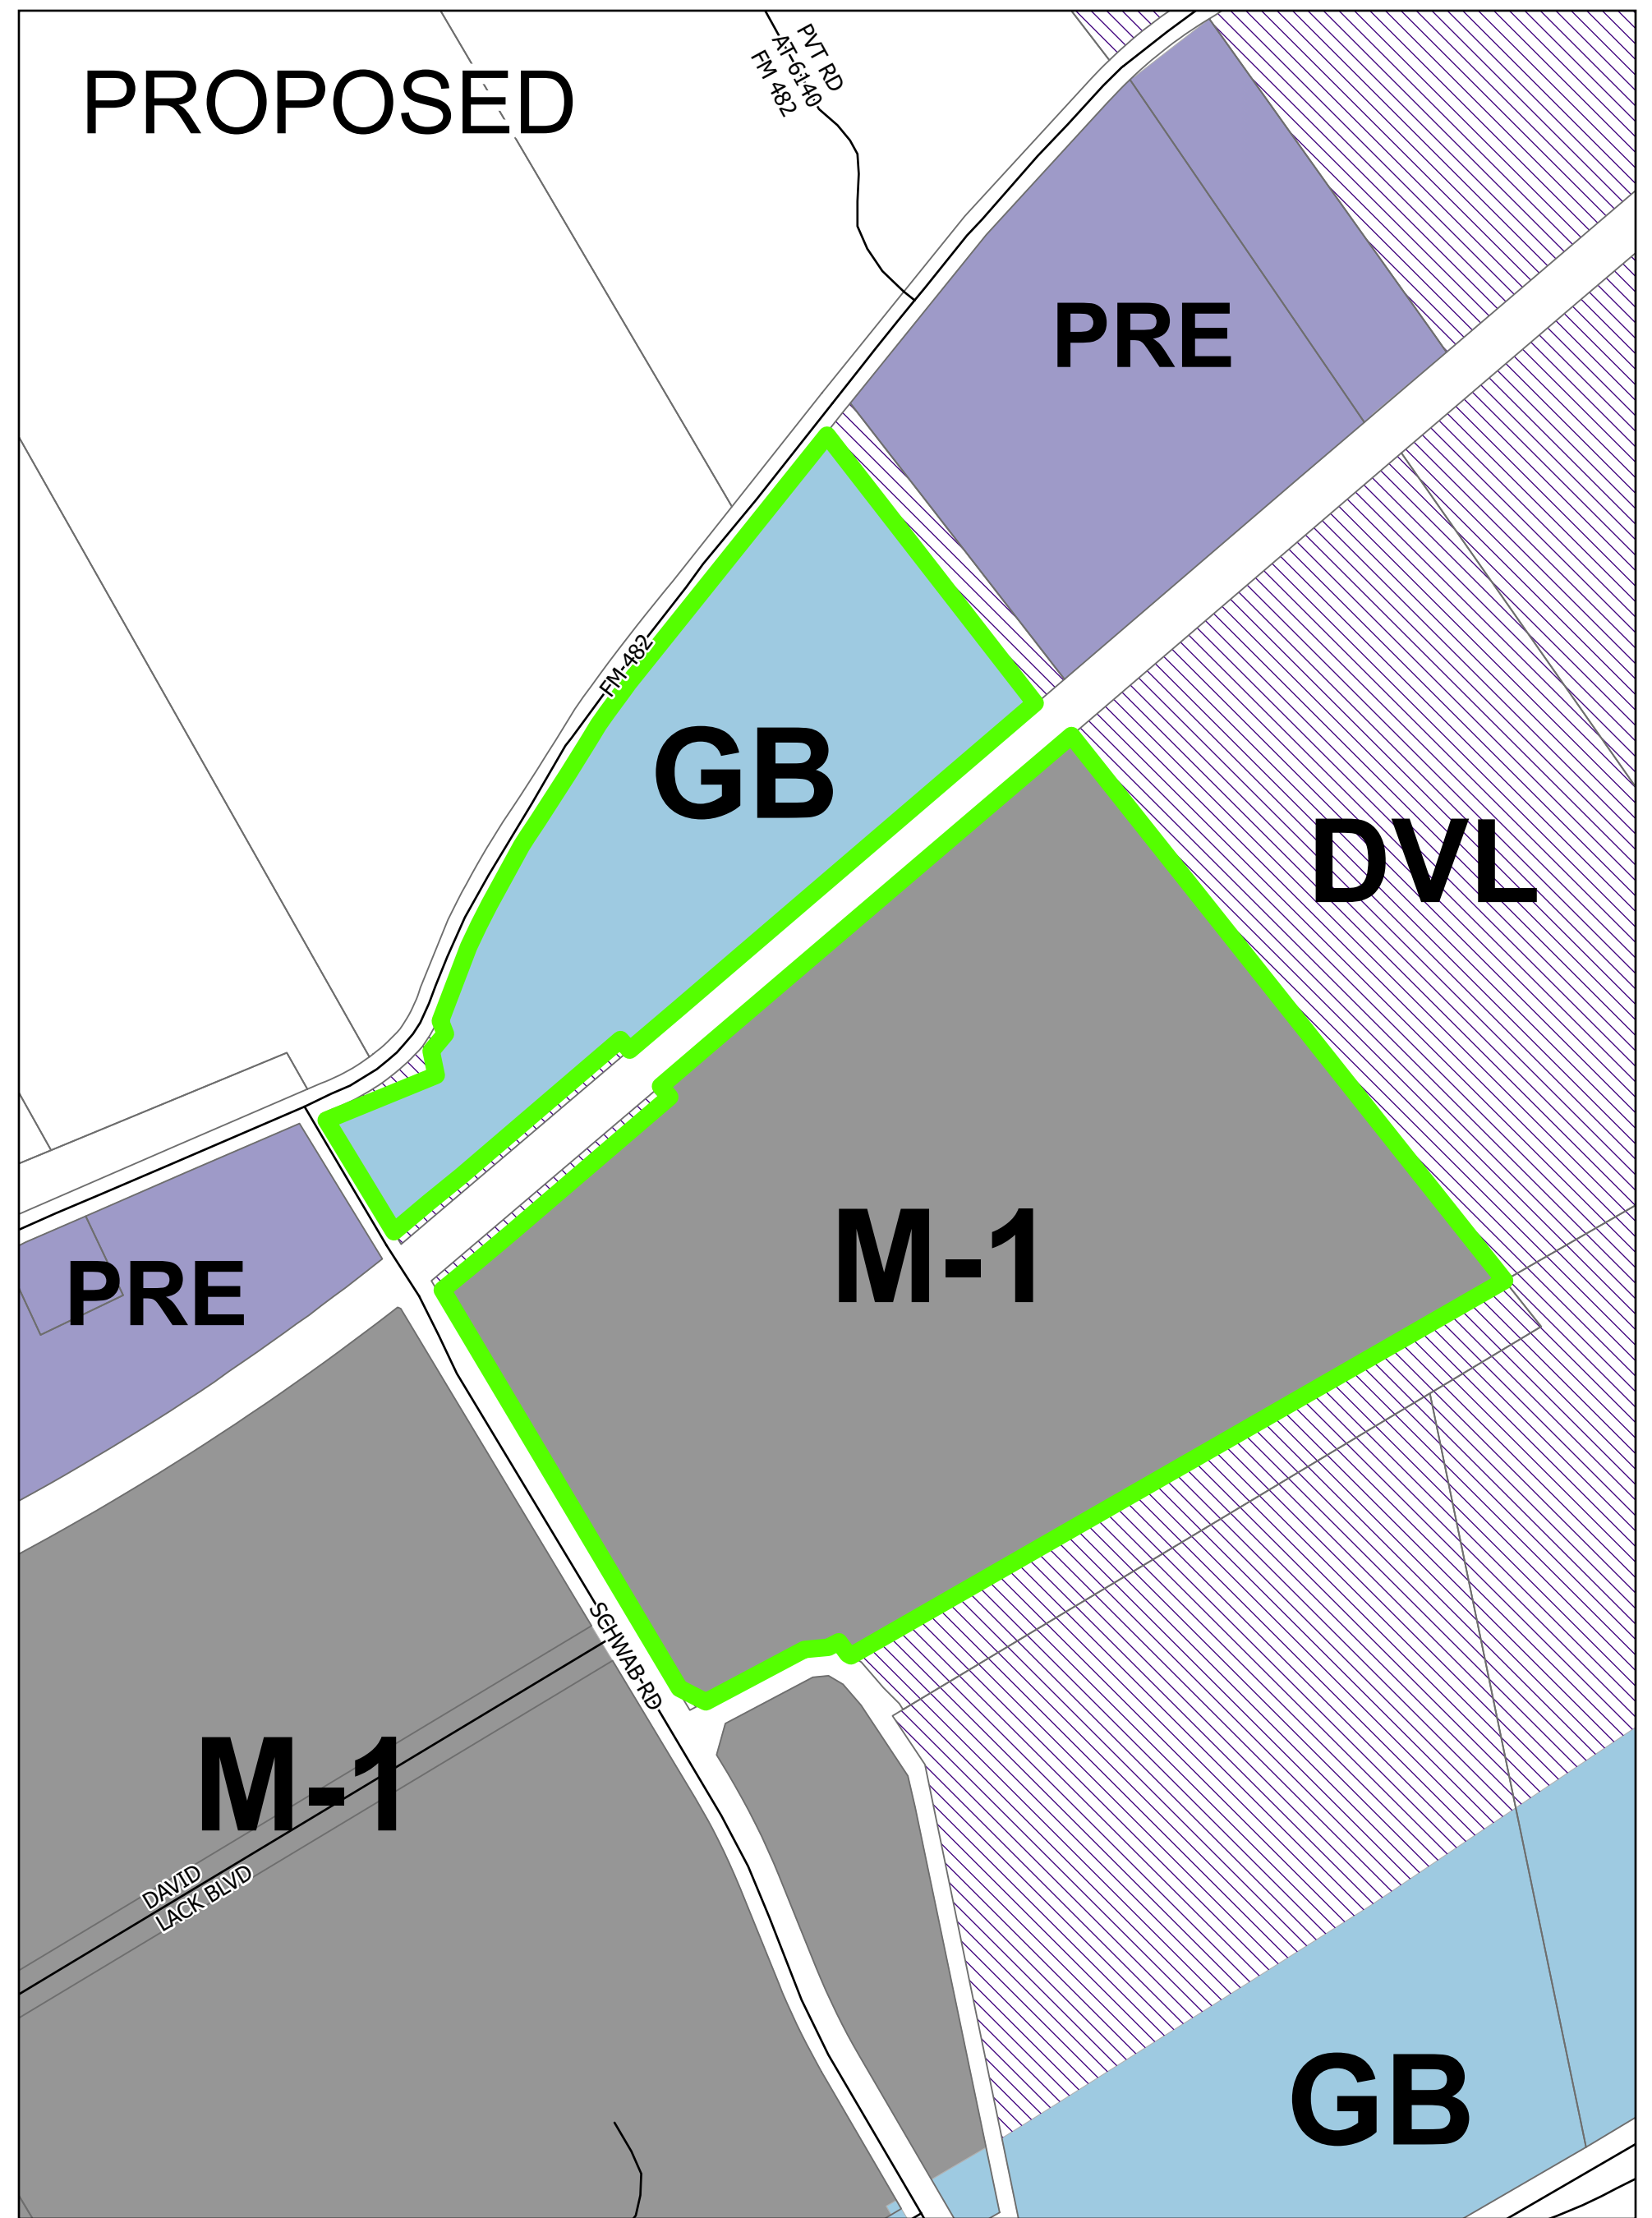 PROPOSED
PVT RD
AT-6140
FM 482
PRE
FM-482
GB
DVL
M-1
PRE
SCHWAB-RD
M-1
DAVID
LACK BLVD
GB